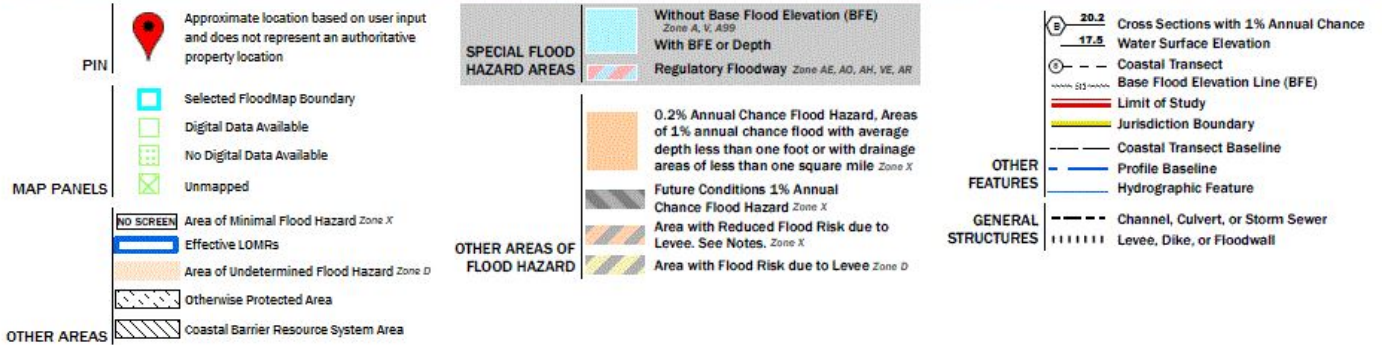 Approximate location based on user input
and does not represent an authoritative
property location
PIN
Selected FloodMap Boundary
Digital Data Available
No Digital Data Available
Unmapped
MAP PANELS
NO SCREEN Area of Minimal Flood Hazard Zone X
Effective LOMRs
Area of Undetermined Flood Hazard Zone D
Otherwise Protected Area
Coastal Barrier Resource System Area
OTHER AREAS
Without Base Flood Elevation (BFE)
Zone A, V, A99
With BFE or Depth
Regulatory Floodway Zone AE, AO, AH, VE, AR
SPECIAL FLOOD
HAZARD AREAS
0.2% Annual Chance Flood Hazard, Areas
of 1% annual chance flood with average
depth less than one foot or with drainage
areas of less than one square mile Zone X
Future Conditions 1% Annual
Chance Flood Hazard Zone X
Area with Reduced Flood Risk due to
Levee. See Notes. Zone X
Area with Flood Risk due to Levee Zone D
OTHER AREAS OF
FLOOD HAZARD
B 20.2 Cross Sections with 1% Annual Chance
17.5 Water Surface Elevation
Coastal Transect
Base Flood Elevation Line (BFE)
Limit of Study
Jurisdiction Boundary
Coastal Transect Baseline
Profile Baseline
Hydrographic Feature
OTHER
FEATURES
Channel, Culvert, or Storm Sewer
Levee, Dike, or Floodwall
GENERAL
STRUCTURES